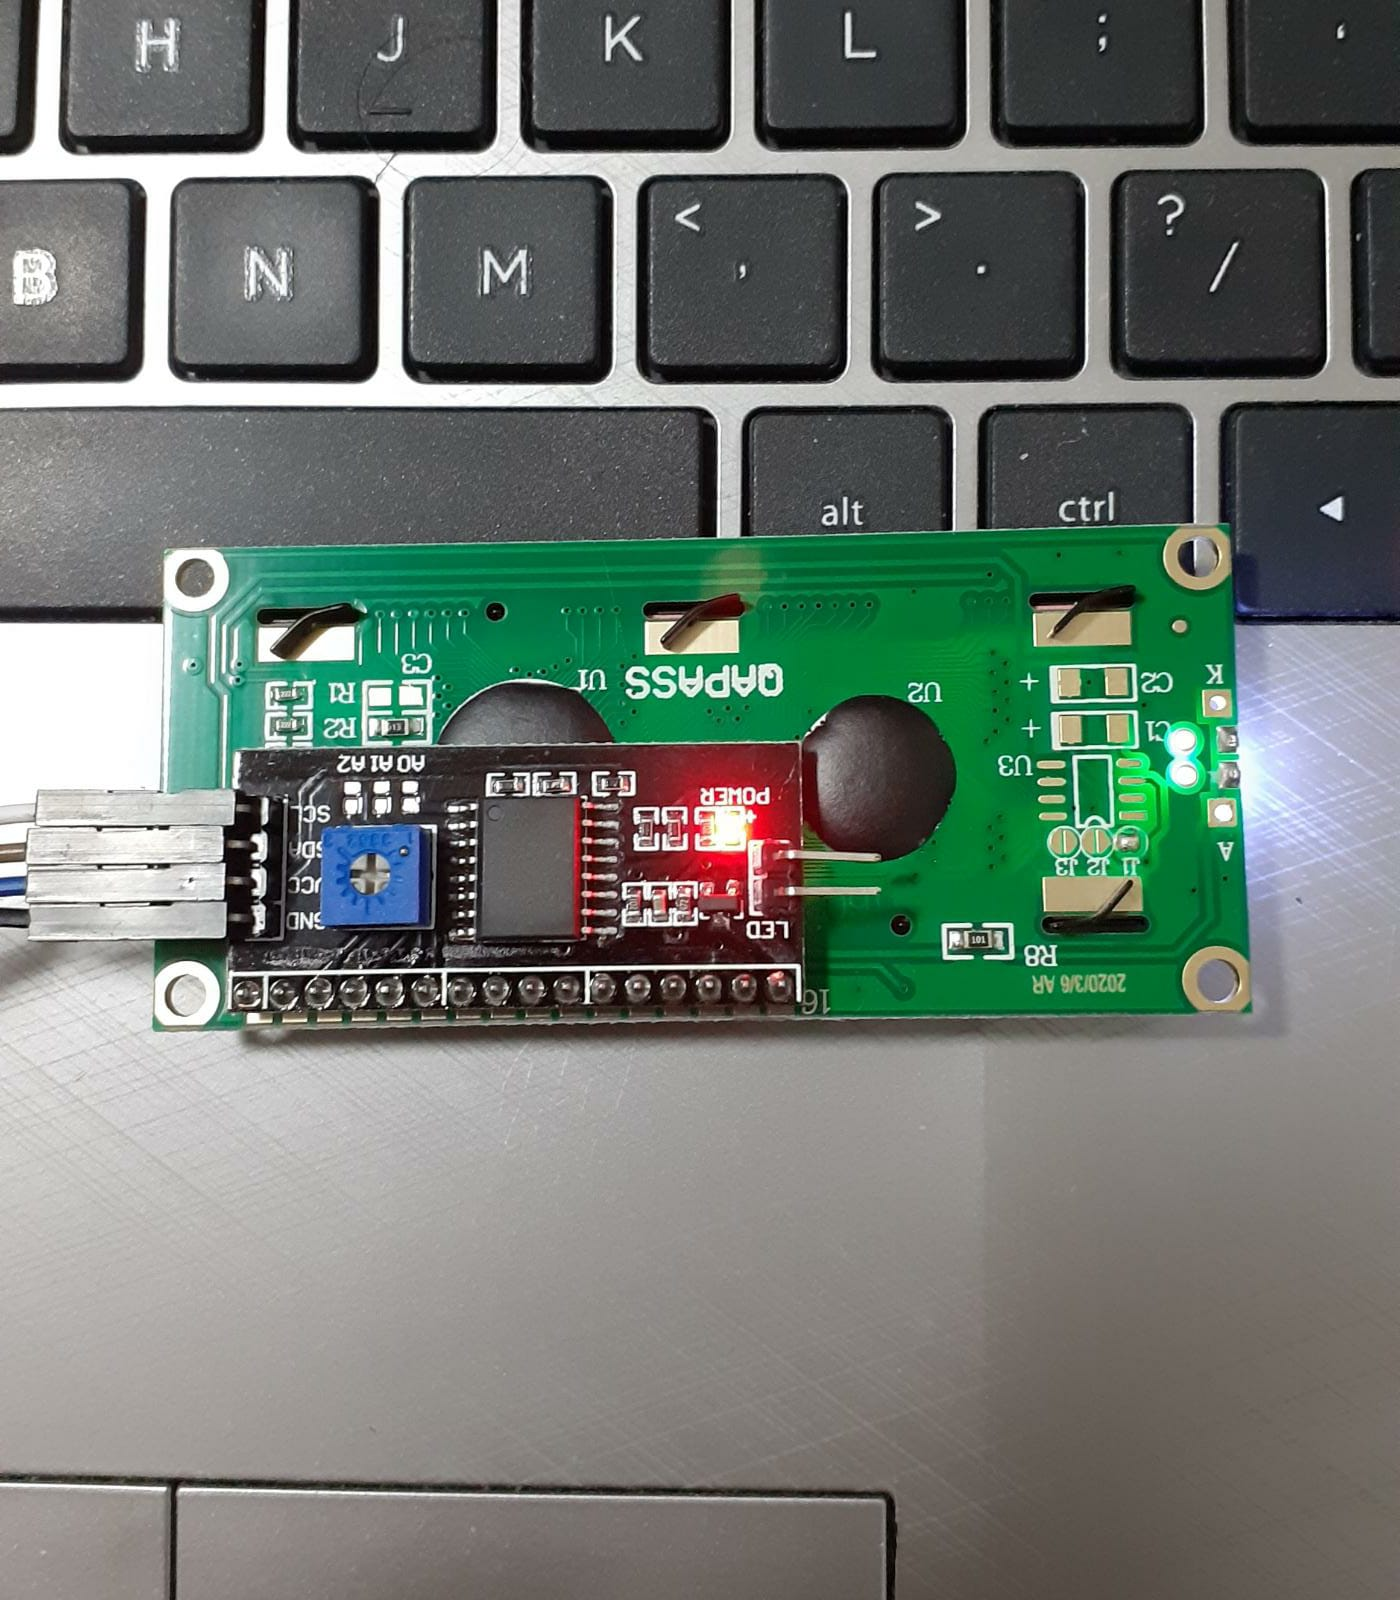 H J K L ; '
B N M < , > . ? /
alt ctrl ◄
K
C3
R1 U1 QAPASS U2 + C2
R2 + C1
U3
A2 A1 A0
POWER
SCL +
SDA
VCC
GND
J3 J2 J1 A
LED
R8
101
2020/3/6 AR
16